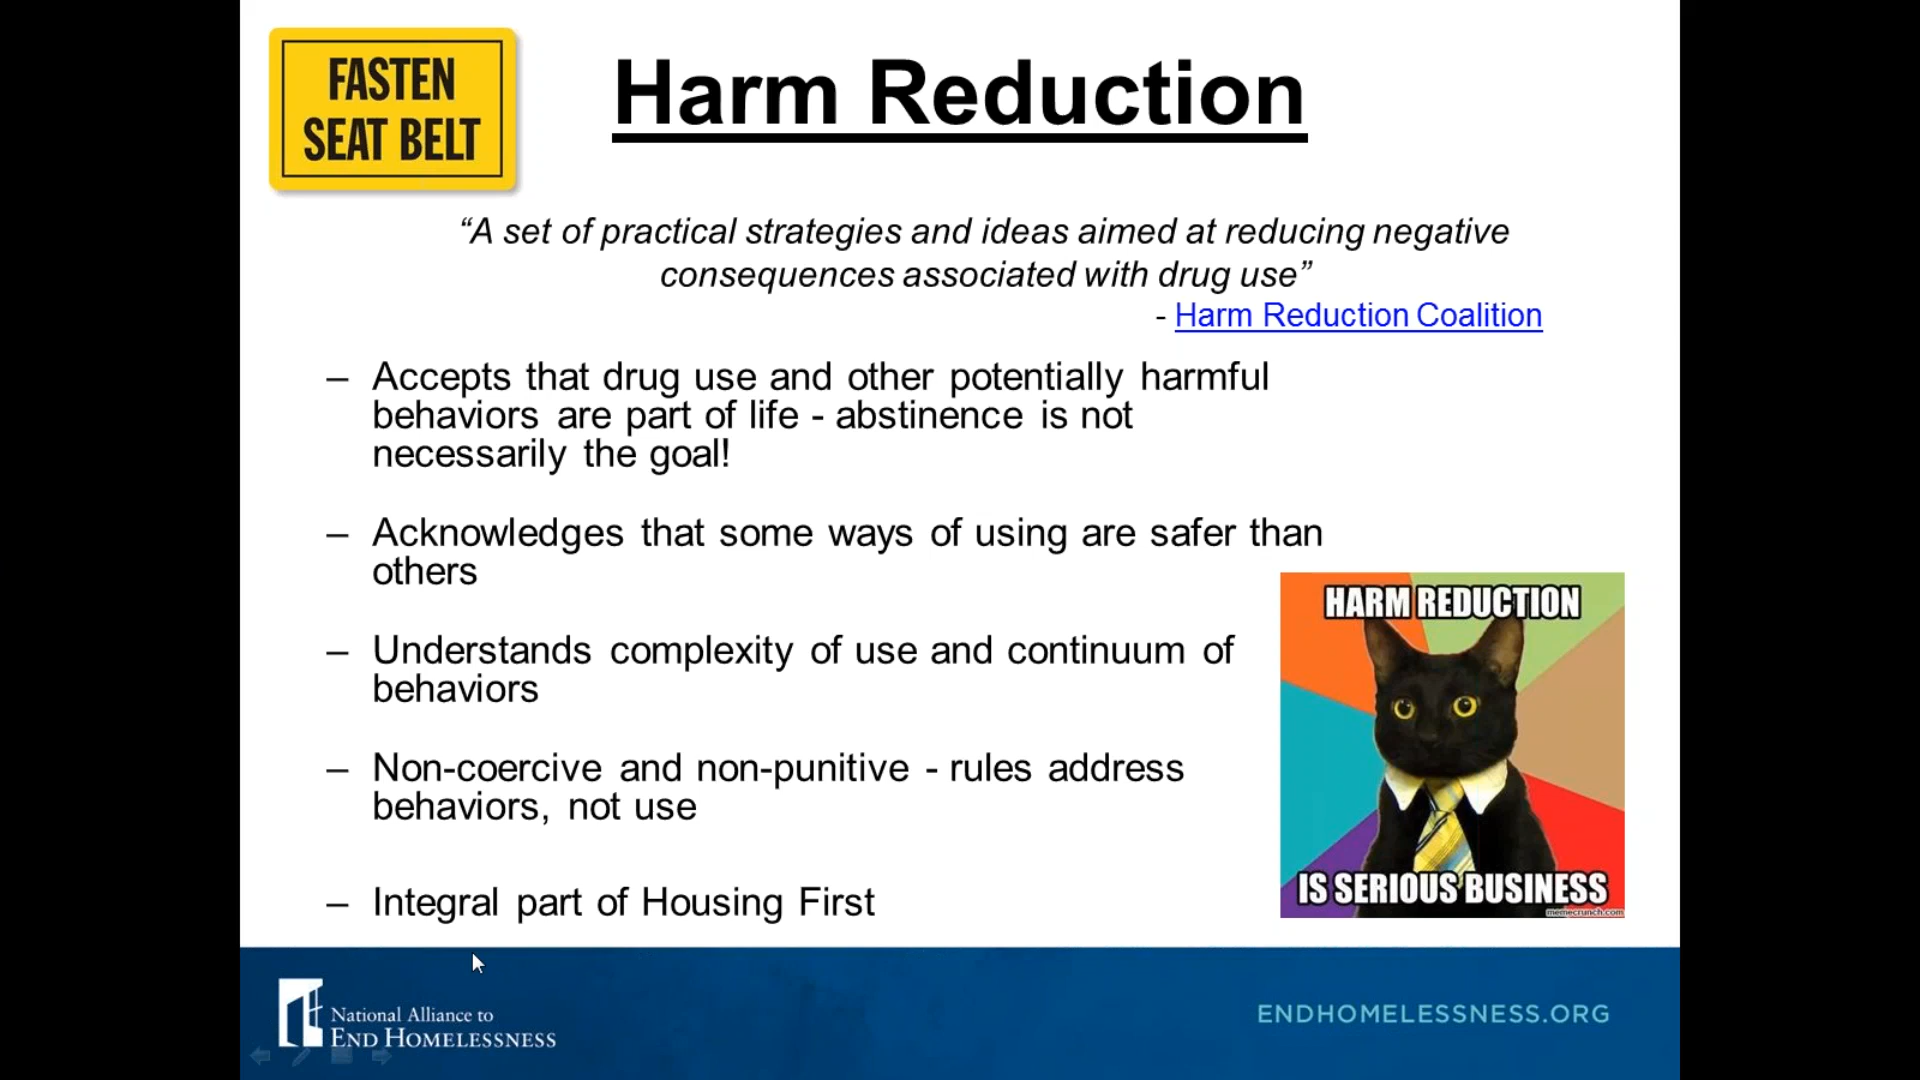 FASTEN
SEAT BELT
Harm Reduction
“A set of practical strategies and ideas aimed at reducing negative
consequences associated with drug use”
- Harm Reduction Coalition
– Accepts that drug use and other potentially harmful
behaviors are part of life - abstinence is not
necessarily the goal!
– Acknowledges that some ways of using are safer than
others
– Understands complexity of use and continuum of
behaviors
– Non-coercive and non-punitive - rules address
behaviors, not use
– Integral part of Housing First
HARM REDUCTION
IS SERIOUS BUSINESS
memecrunch.com
National Alliance to
END HOMELESSNESS
ENDHOMELESSNESS.ORG